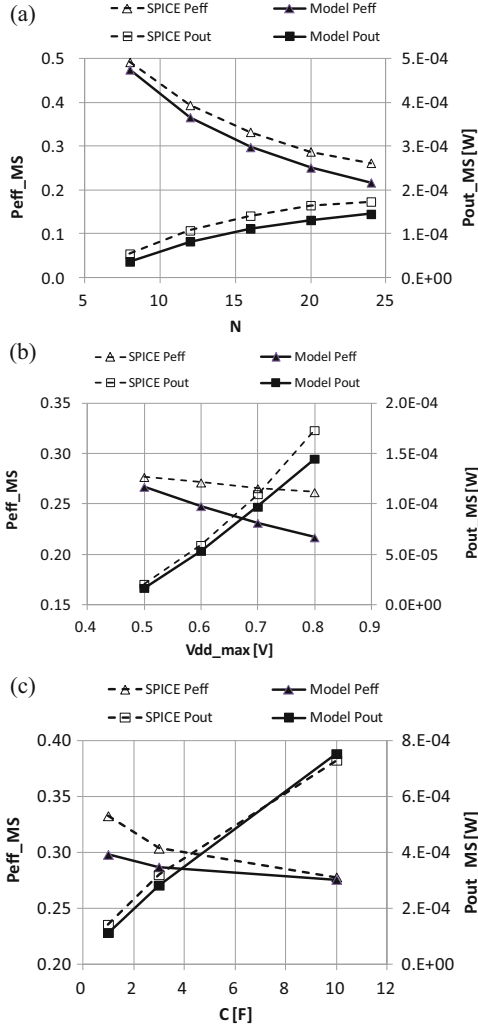 (a)
SPICE Peff Model Peff
SPICE Pout Model Pout
0.5 5.E-04
0.4 4.E-04
0.3 3.E-04
0.2 2.E-04
0.1 1.E-04
0.0 0.E+00
Peff_MS
Pout_MS [W]
5 10 15 20 25
N
(b)
SPICE Peff Model Peff
SPICE Pout Model Pout
0.35 2.0E-04
0.30 1.5E-04
0.25 1.0E-04
0.20 5.0E-05
0.15 0.0E+00
Peff_MS
Pout MS [W]
0.4 0.5 0.6 0.7 0.8 0.9
Vdd_max [V]
(c)
SPICE Peff Model Peff
SPICE Pout Model Pout
0.40 8.E-04
0.35 6.E-04
0.30 4.E-04
0.25 2.E-04
0.20 0.E+00
Peff_MS
Pout MS [W]
0 2 4 6 8 10 12
C [F]